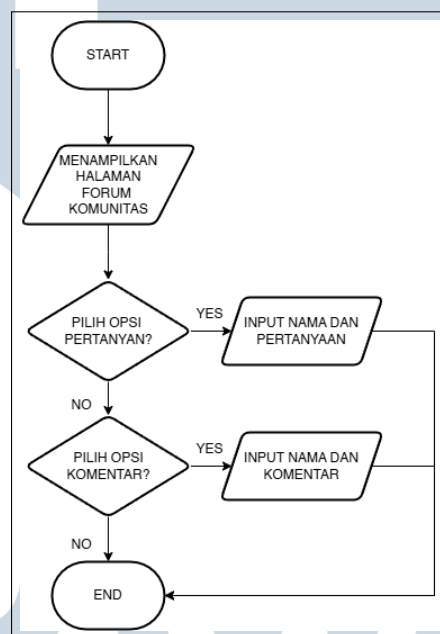 START
MENAMPILKAN
HALAMAN
FORUM
KOMUNITAS
PILIH OPSI
PERTANYAN?
YES
INPUT NAMA DAN
PERTANYAAN
NO
PILIH OPSI
KOMENTAR?
YES
INPUT NAMA DAN
KOMENTAR
NO
END